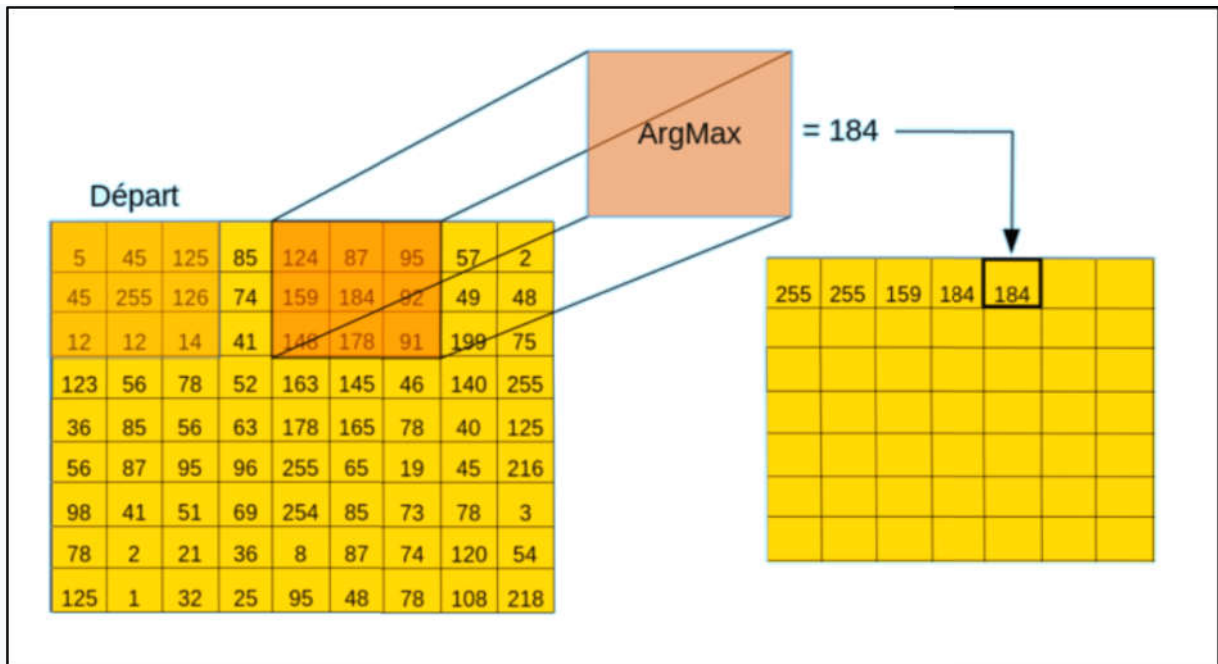 ArgMax
= 184
Départ
5 45 125 85 124 87 95 57 2
45 255 126 74 159 184 92 49 48
12 12 14 41 148 178 91 199 75
123 56 78 52 163 145 46 140 255
36 85 56 63 178 165 78 40 125
56 87 95 96 255 65 19 45 216
98 41 51 69 254 85 73 78 3
78 2 21 36 8 87 74 120 54
125 1 32 25 95 48 78 108 218
255 255 159 184 184